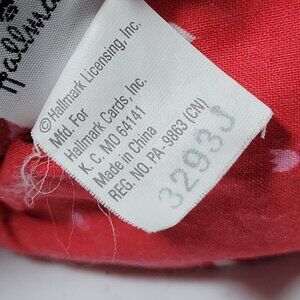 Hallmark
© Hallmark Licensing, Inc.
Mfd. For
Hallmark Cards, Inc.
K. C. MO 64141
Made in China
REG. NO. PA- 9863 (CN)
3293J